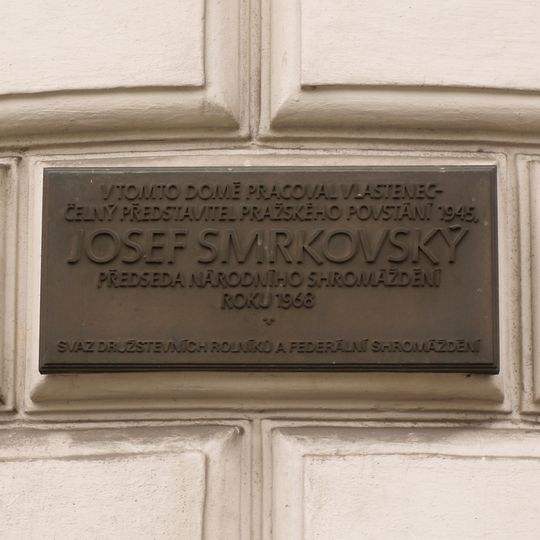 V TOMTO DOMĚ PRACOVAL VLASTENEC-
ČELNÝ PŘEDSTAVITEL PRAŽSKÉHO POVSTÁNÍ 1945,
JOSEF SMRKOVSKÝ
PŘEDSEDA NÁRODNÍHO SHROMÁŽDĚNÍ
ROKU 1968
SVAZ DRUŽSTEVNÍCH ROLNÍKŮ A FEDERÁLNÍ SHROMÁŽDĚNÍ